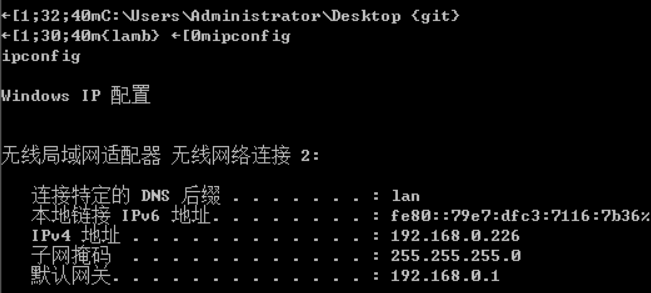 ←[1;32;40mC:\Users\Administrator\Desktop {git}
←[1;30;40m{lamb} ←[0mipconfig
ipconfig
Windows IP 配置
无线局域网适配器 无线网络连接 2:
连接特定的 DNS 后缀 . . . . . . . : lan
本地链接 IPv6 地址. . . . . . . . : fe80::79e7:dfc3:7116:7b36%
IPv4 地址 . . . . . . . . . . . . : 192.168.0.226
子网掩码 . . . . . . . . . . . . : 255.255.255.0
默认网关. . . . . . . . . . . . . : 192.168.0.1